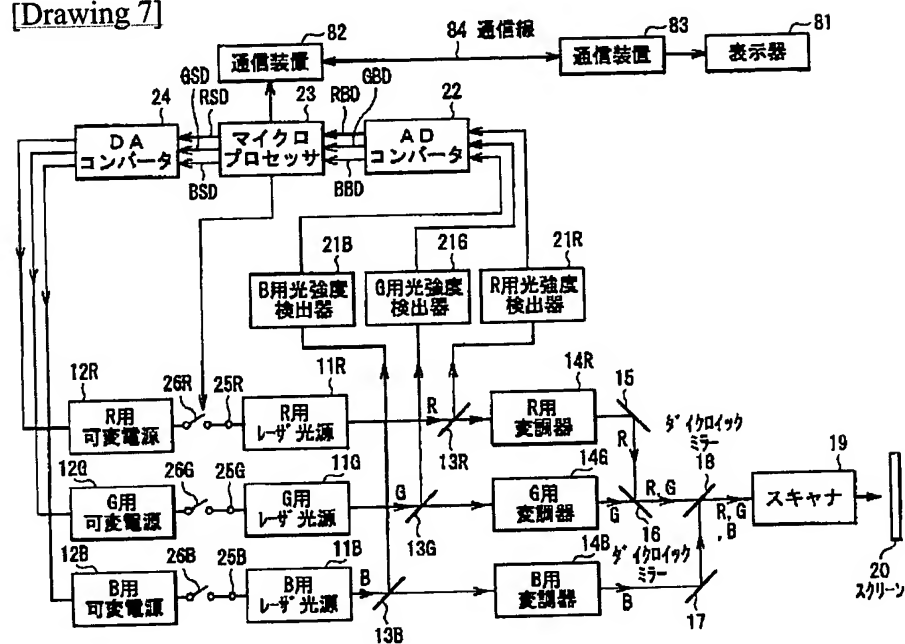 [Drawing 7]
82
84 通信線
83
81
通信装置
通信装置
表示器
GSD
RSD
24
23
RBD
GBD
22
DA
コンバータ
マイクロ
プロセッサ
AD
コンバータ
BSD
BBD
21B
21G
21R
B用光強度
検出器
G用光強度
検出器
R用光強度
検出器
12R
26R
25R
11R
14R
15
R用
可変電源
R用
レーザ光源
R
R用
変調器
R
ダイクロイック
ミラー
13R
12G
26G
25G
11G
14G
18
19
G用
可変電源
G用
レーザ光源
G
G用
変調器
G
R, G
R, G
, B
スキャナ
13G
16
12B
26B
25B
11B
14B
ダイクロイック
ミラー
B用
可変電源
B用
レーザ光源
B
B用
変調器
B
13B
17
20
スクリーン